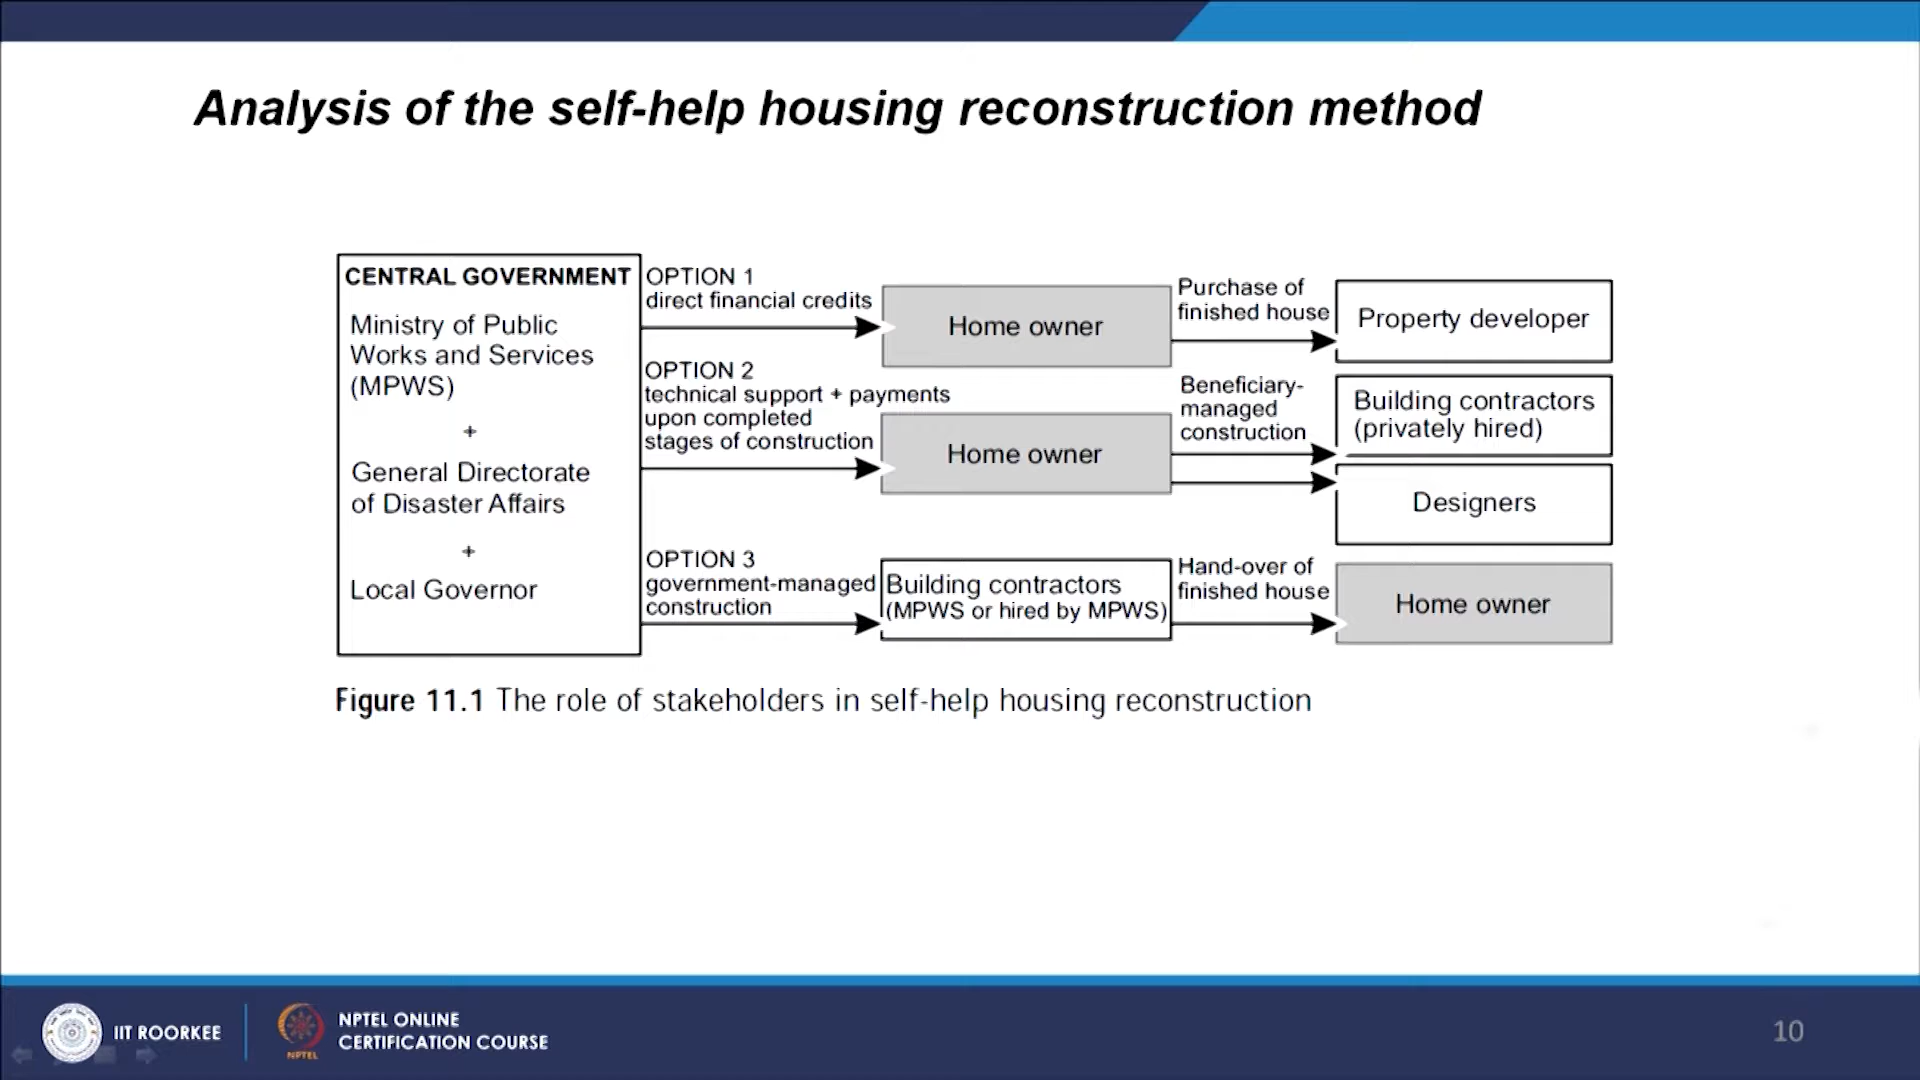 Analysis of the self-help housing reconstruction method
CENTRAL GOVERNMENT
Ministry of Public
Works and Services
(MPWS)
+
General Directorate
of Disaster Affairs
+
Local Governor
OPTION 1
direct financial credits
Home owner
Purchase of
finished house
Property developer
OPTION 2
technical support + payments
upon completed
stages of construction
Home owner
Beneficiary-
managed
construction
Building contractors
(privately hired)
Designers
OPTION 3
government-managed
construction
Building contractors
(MPWS or hired by MPWS)
Hand-over of
finished house
Home owner
Figure 11.1 The role of stakeholders in self-help housing reconstruction
IIT ROORKEE
NPTEL
NPTEL ONLINE
CERTIFICATION COURSE
10